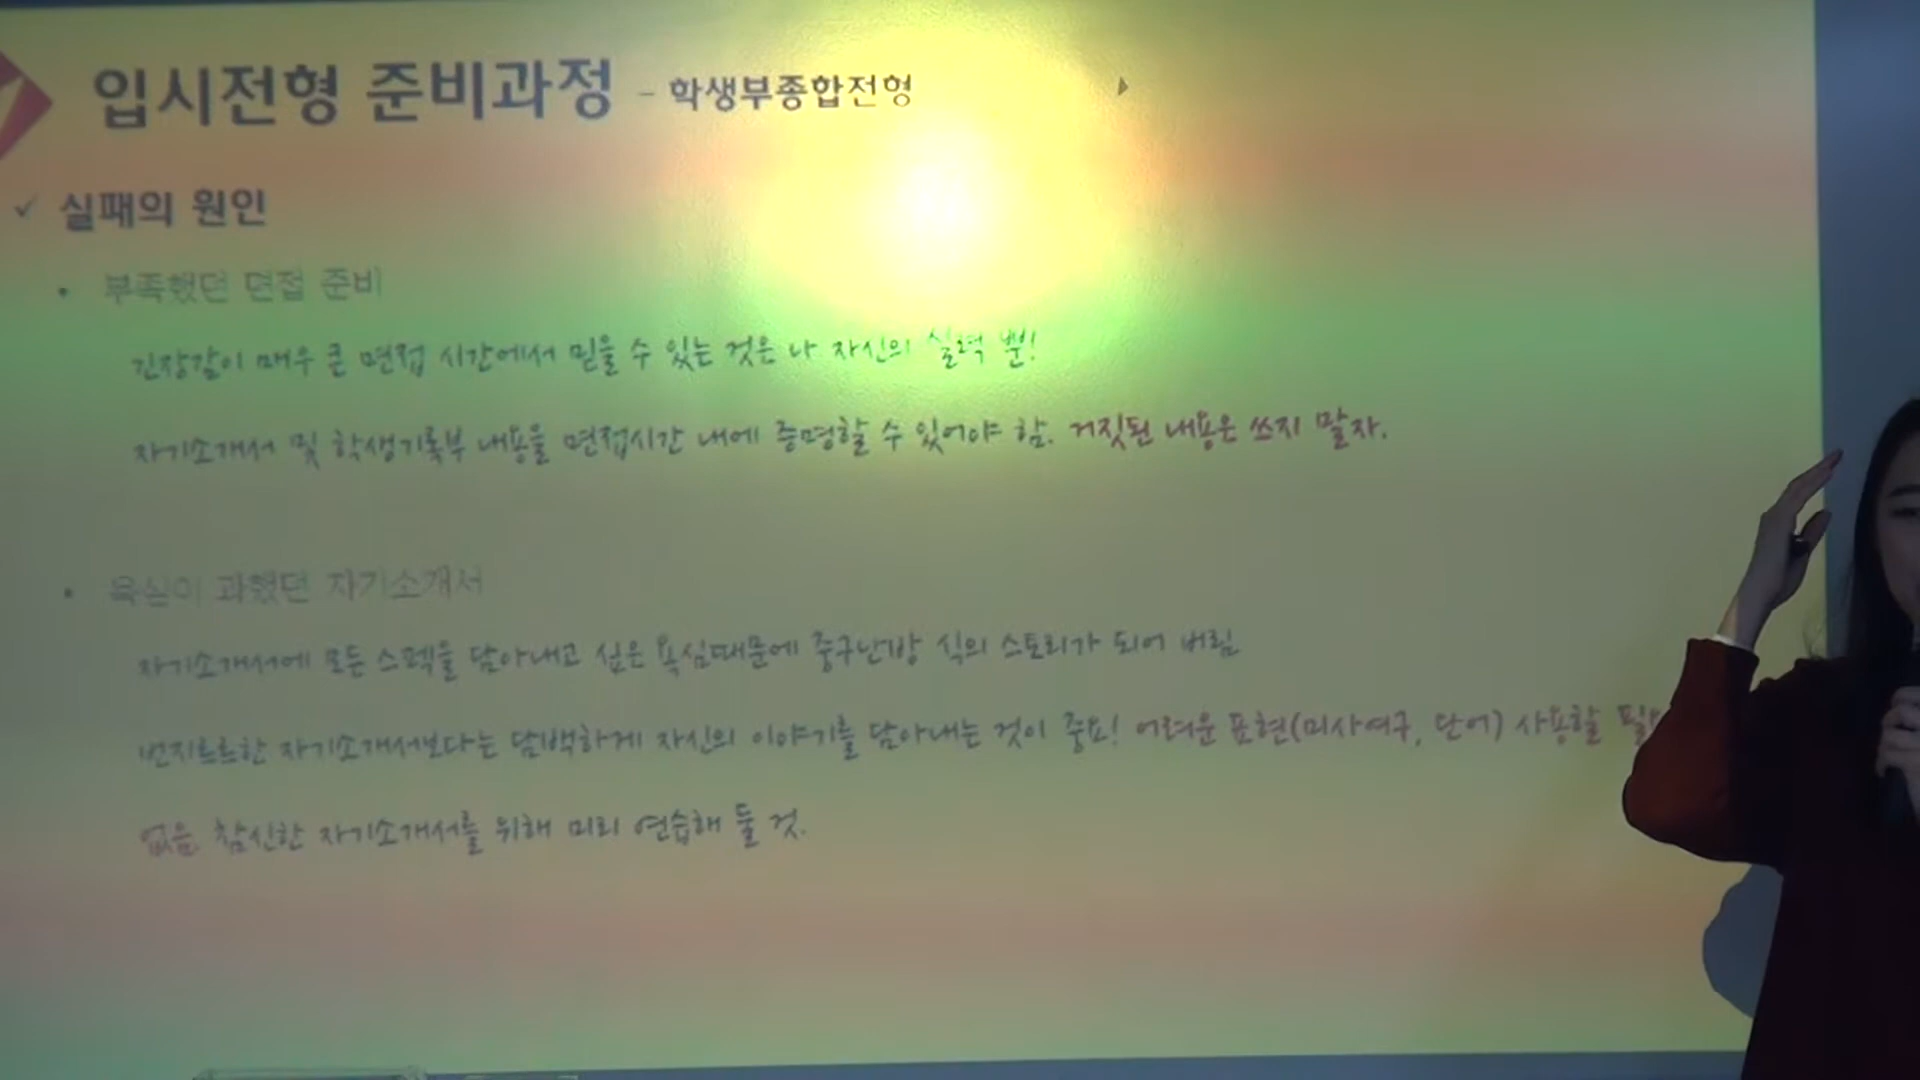 입시전형 준비과정 - 학생부종합전형
✓ 실패의 원인
• 부족했던 면접 준비
긴장감이 매우 큰 면접 시간에서 믿을 수 있는 것은 나 자신의 실력 뿐!
자기소개서 및 학생기록부 내용을 면접시간 내에 증명할 수 있어야 함. 거짓된 내용은 쓰지 말자.
• 욕심이 과했던 자기소개서
자기소개서에 모든 스펙을 담아내고 싶은 욕심때문에 중구난방 식의 스토리가 되어 버림
번지르르한 자기소개서보다는 담백하게 자신의 이야기를 담아내는 것이 중요! 어려운 표현(미사여구, 단어) 사용할
없음. 참신한 자기소개서를 위해 미리 연습해 둘 것.